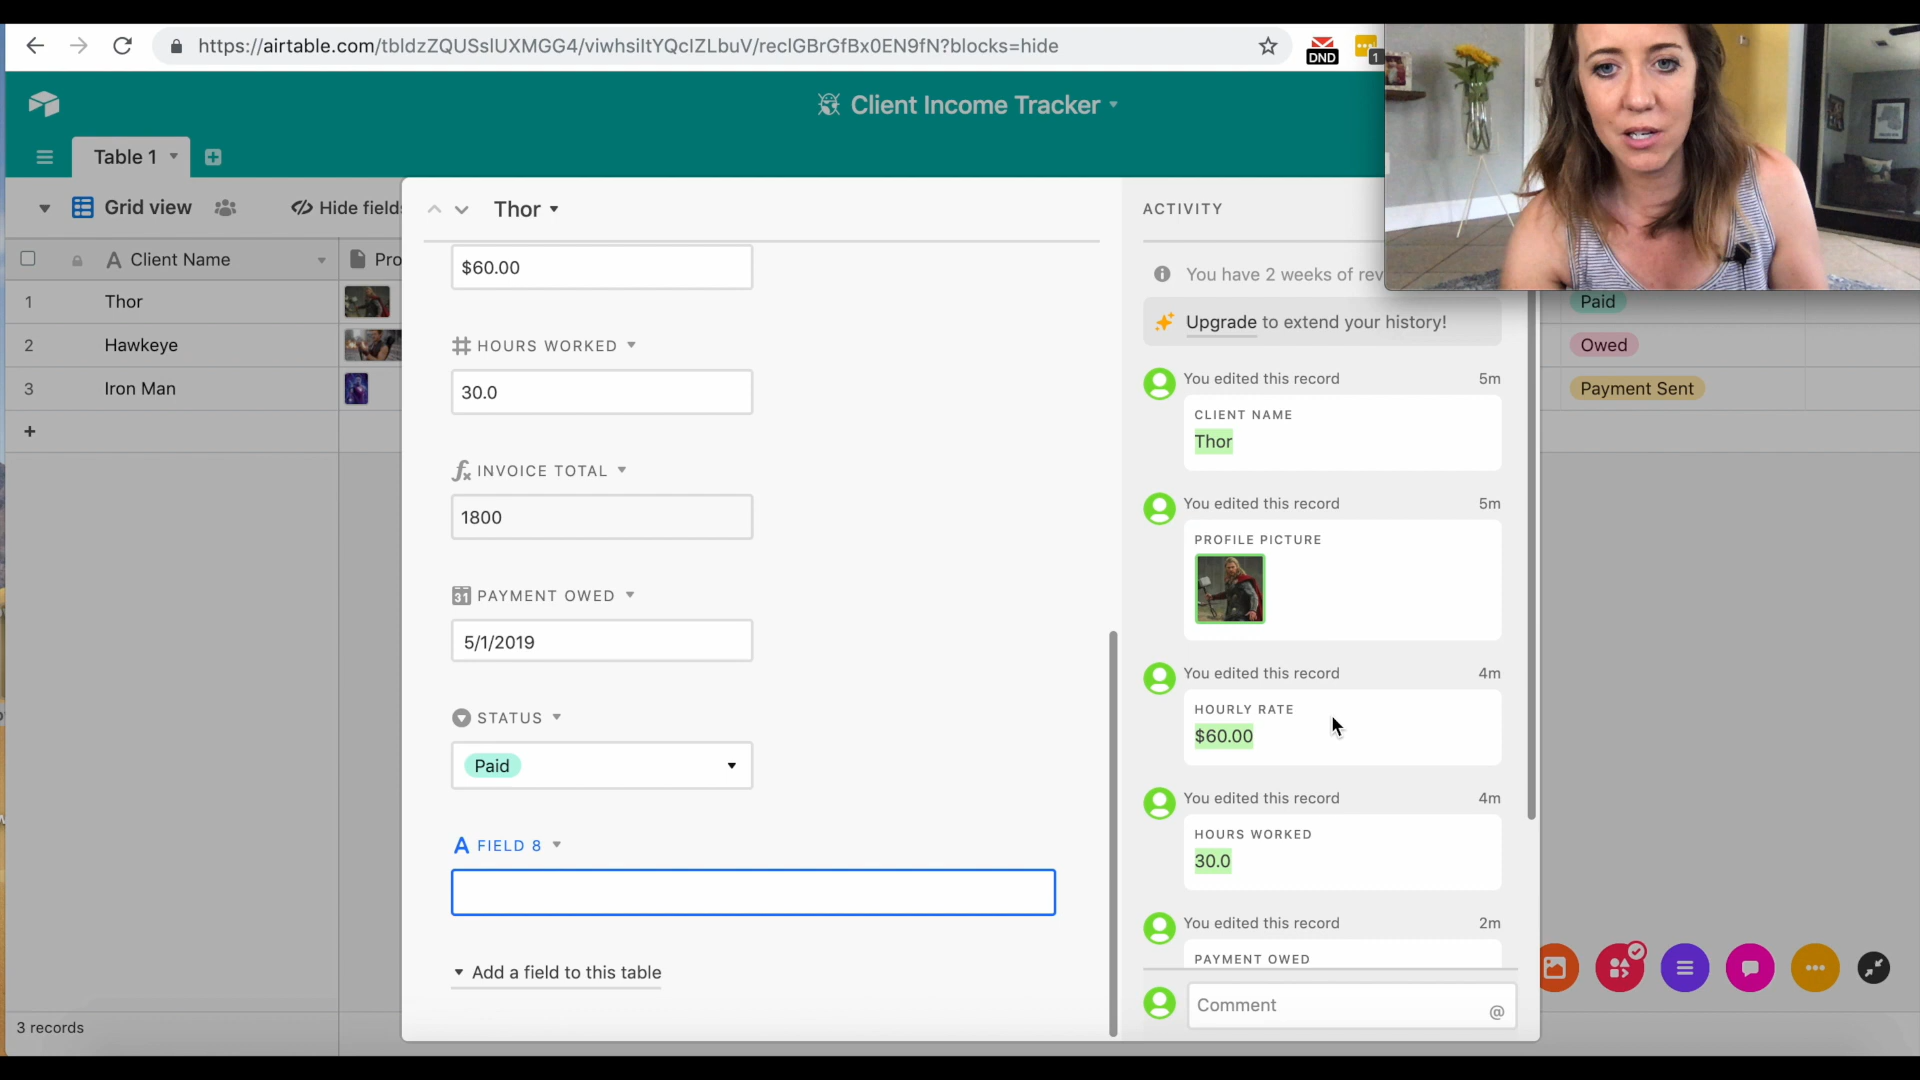 https://airtable.com/tbldzZQUSslUXMGG4/viwhsiltYQclZLbuV/reclGBrGfBx0EN9fN?blocks=hide
DND
1
Client Income Tracker
Table 1
Grid view
Hide fields
Thor
ACTIVITY
Client Name
Pro
$60.00
You have 2 weeks of rev
1
Thor
Paid
Upgrade to extend your history!
2
Hawkeye
HOURS WORKED
Owed
3
Iron Man
30.0
Payment Sent
You edited this record
5m
CLIENT NAME
Thor
INVOICE TOTAL
1800
You edited this record
5m
PROFILE PICTURE
31
PAYMENT OWED
5/1/2019
You edited this record
4m
HOURLY RATE
$60.00
STATUS
Paid
You edited this record
4m
HOURS WORKED
30.0
FIELD 8
You edited this record
2m
PAYMENT OWED
Add a field to this table
Comment
@
3 records